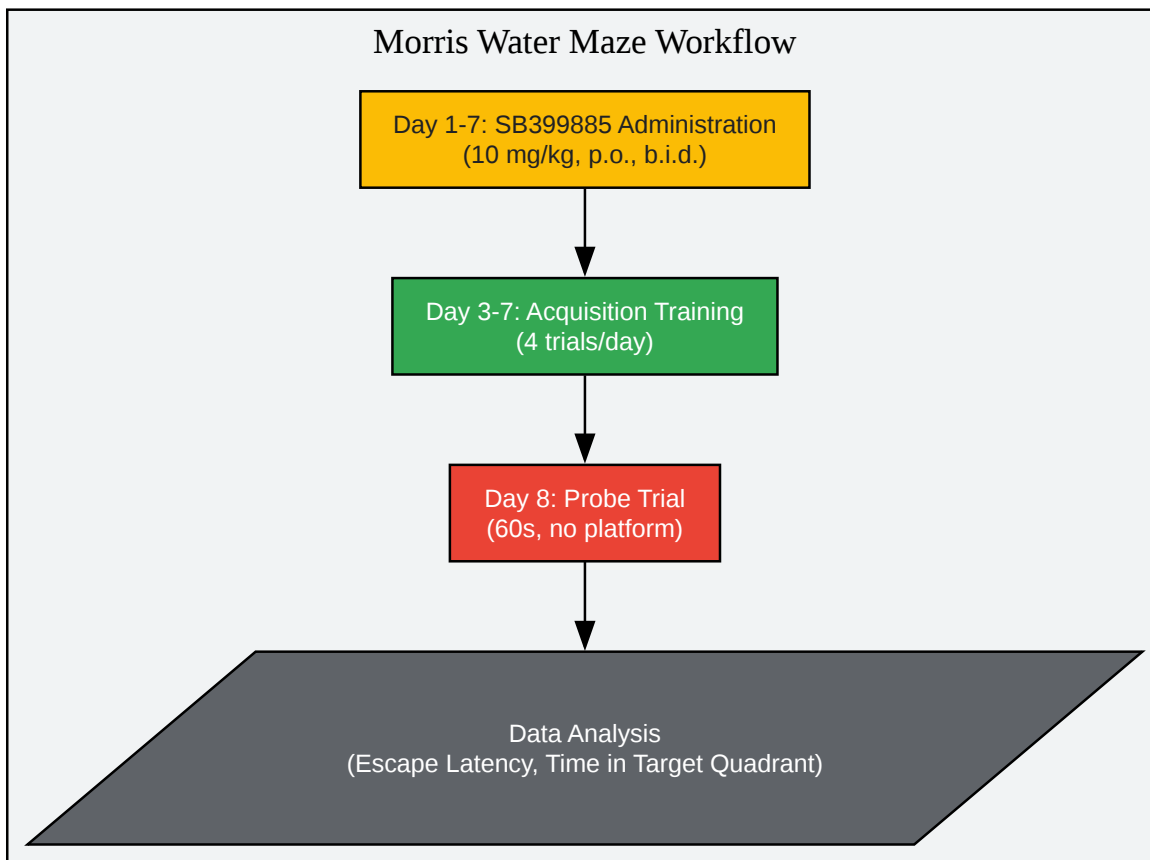 Morris Water Maze Workflow
Day 1-7: SB399885 Administration
(10 mg/kg, p.o., b.i.d.)
Day 3-7: Acquisition Training
(4 trials/day)
Day 8: Probe Trial
(60s, no platform)
Data Analysis
(Escape Latency, Time in Target Quadrant)